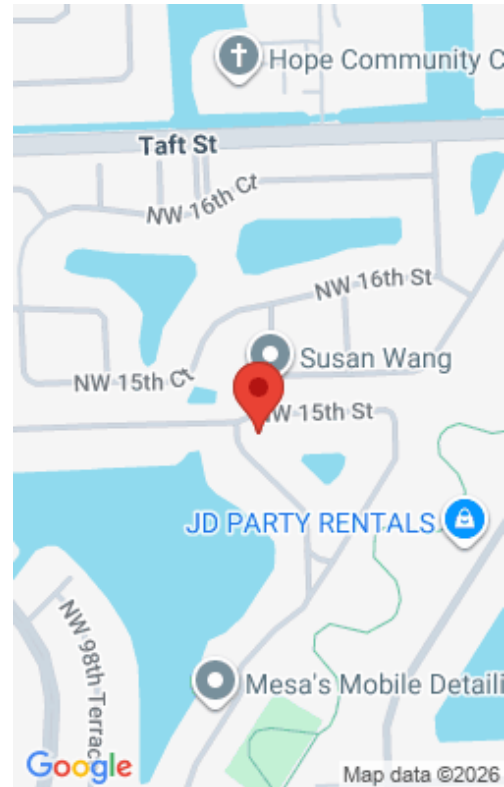 Hope Community C
Taft St
NW 16th Ct
NW 16th St
Susan Wang
NW 15th Ct
NW 15th St
JD PARTY RENTALS
NW 98th Terrac
Mesa's Mobile Detaili
Google
Map data ©2026